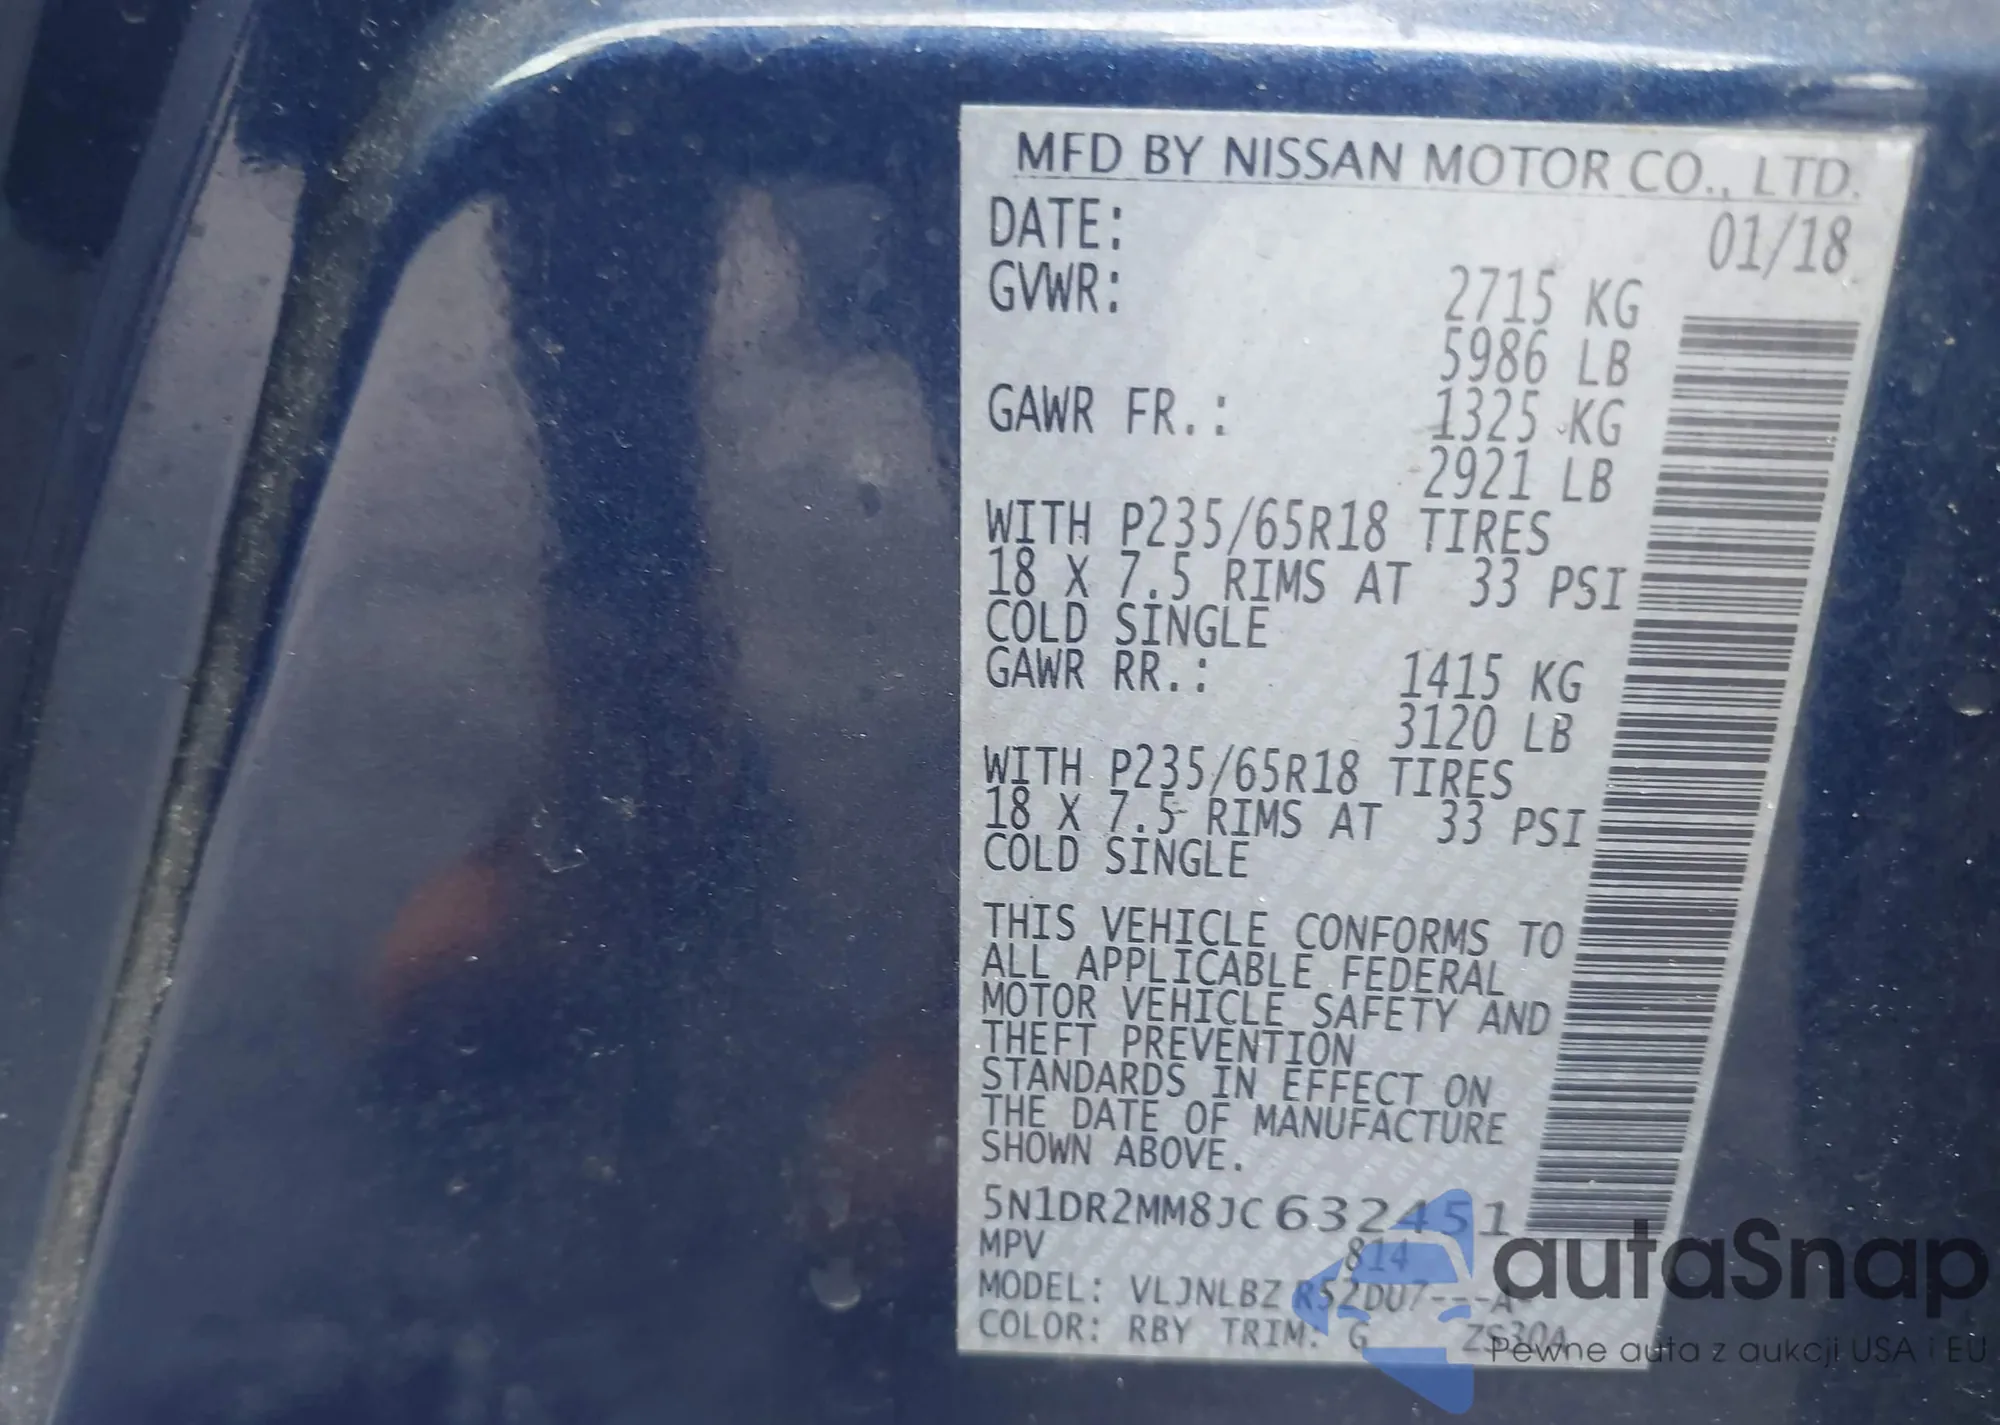 MFD BY NISSAN MOTOR CO., LTD.
DATE: 01/18
GVWR: 2715 KG
5986 LB
GAWR FR.: 1325 KG
2921 LB
WITH P235/65R18 TIRES
18 X 7.5 RIMS AT 33 PSI
COLD SINGLE
GAWR RR.: 1415 KG
3120 LB
WITH P235/65R18 TIRES
18 X 7.5 RIMS AT 33 PSI
COLD SINGLE
THIS VEHICLE CONFORMS TO
ALL APPLICABLE FEDERAL
MOTOR VEHICLE SAFETY AND
THEFT PREVENTION
STANDARDS IN EFFECT ON
THE DATE OF MANUFACTURE
SHOWN ABOVE.
5N1DR2MM8JC632451
MPV 814
MODEL: VLJNLBZ R52DU7---A-
COLOR: RBY TRIM: G ZS30A
autaSnap
Pewne auta z aukcji USA i EU